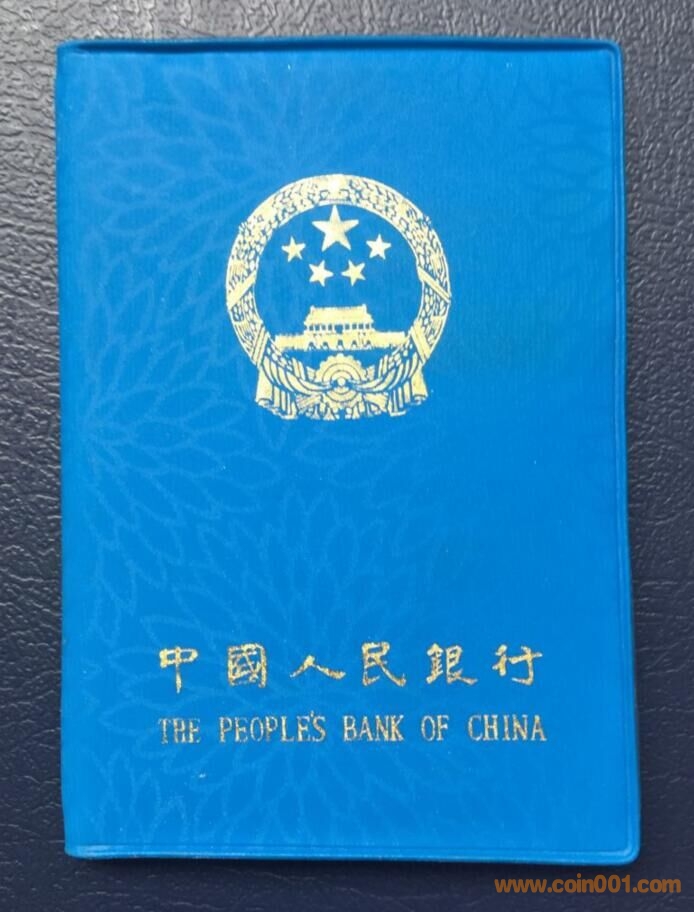 中國人民銀行
THE PEOPLE'S BANK OF CHINA
www.coin001.com